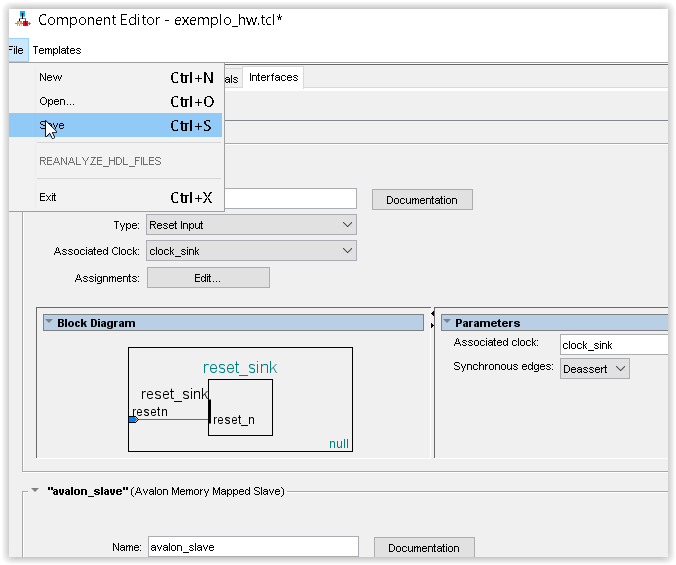 Component Editor - exemplo_hw.tcl*
File Templates
New Ctrl+N
Open... Ctrl+O
Save Ctrl+S
REANALYZE_HDL_FILES
Exit Ctrl+X
als Interfaces
Documentation
Type: Reset Input
Associated Clock: clock_sink
Assignments: Edit...
Block Diagram
reset_sink
reset_sink
resetn
reset_n
null
Parameters
Associated clock: clock_sink
Synchronous edges: Deassert
"avalon_slave" (Avalon Memory Mapped Slave)
Name: avalon_slave Documentation